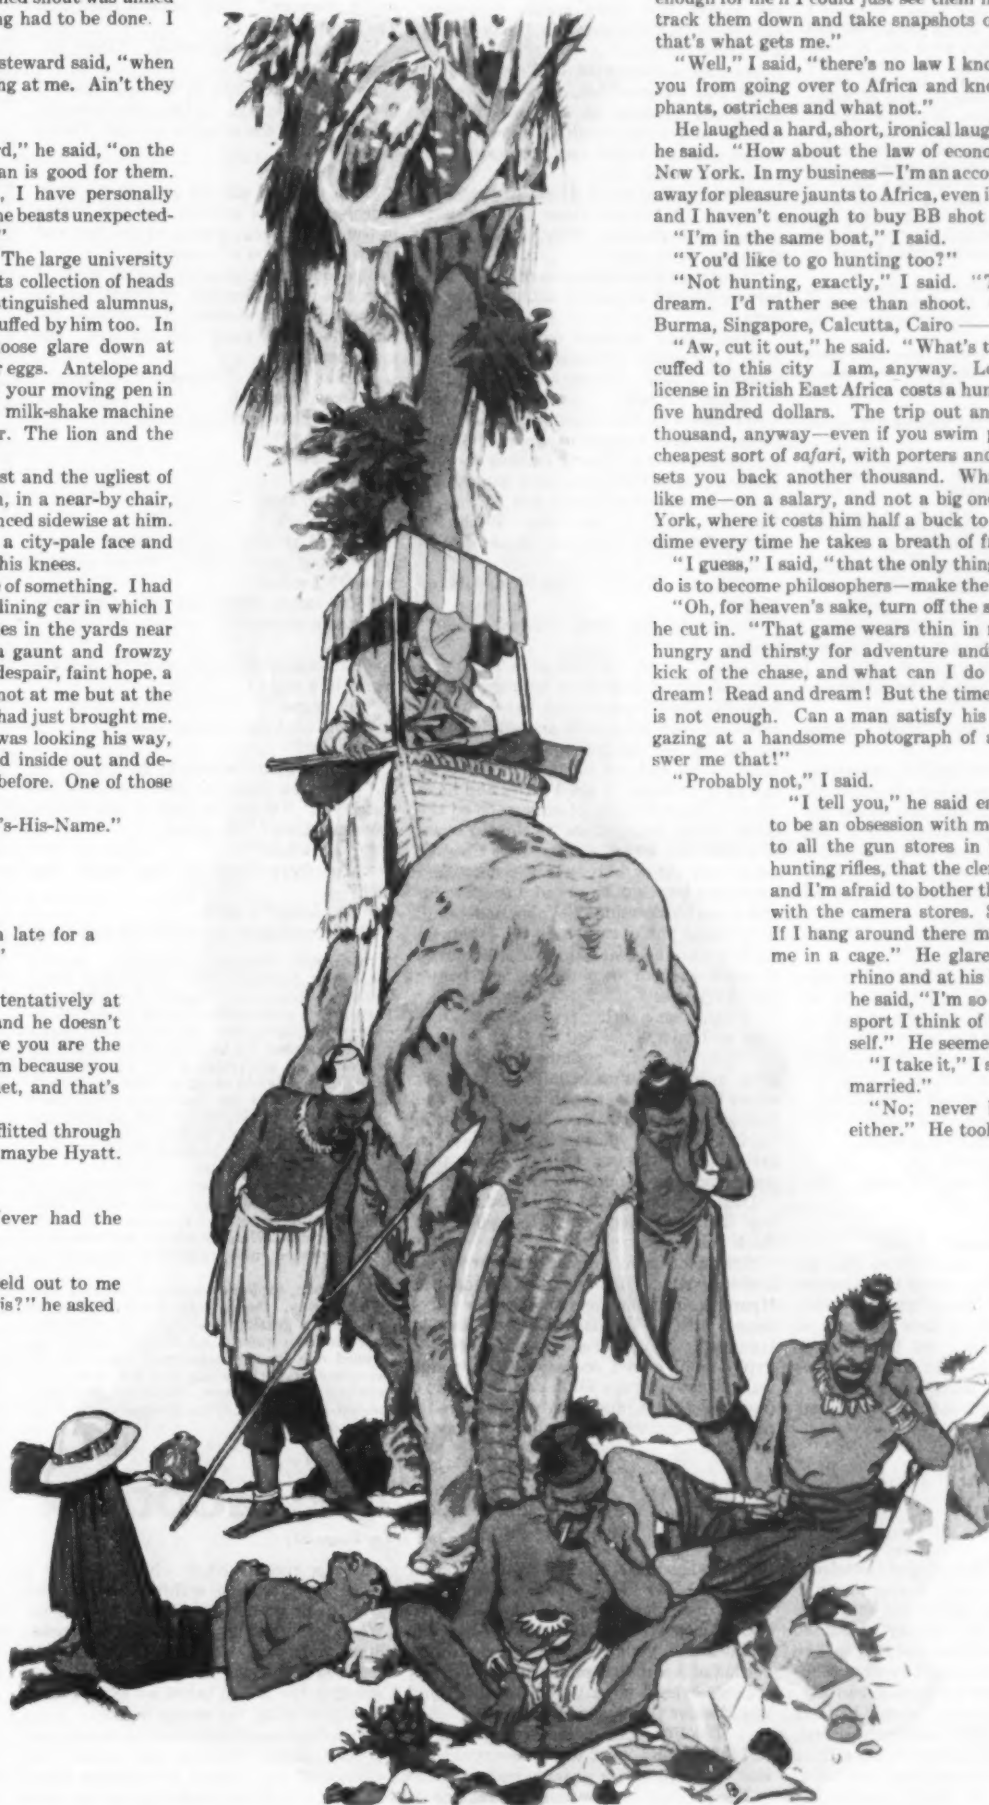 ng had to be done. I
steward said, "when
ng at me. Ain't they
rd," he said, "on the
an is good for them.
, I have personally
ne beasts unexpected-
"
The large university
ts collection of heads
stinguished alumnus,
uffed by him too. In
oose glare down at
r eggs. Antelope and
your moving pen in
milk-shake machine
r. The lion and the
st and the ugliest of
n, in a near-by chair,
nced sidewise at him.
a city-pale face and
his knees.
e of something. I had
lining car in which I
es in the yards near
a gaunt and frowzy
despair, faint hope, a
not at me but at the
had just brought me.
was looking his way,
d inside out and de-
before. One of those
's-His-Name."
n late for a
"
tentatively at
and he doesn't
re you are the
m because you
et, and that's
flitted through
maybe Hyatt.
ever had the
eld out to me
is?" he asked
track them down and take snapshots o
that's what gets me."
"Well," I said, "there's no law I kno
you from going over to Africa and kno
phants, ostriches and what not."
He laughed a hard, short, ironical laug
he said. "How about the law of econo
New York. In my business—I'm an acco
away for pleasure jaunts to Africa, even i
and I haven't enough to buy BB shot
"I'm in the same boat," I said.
"You'd like to go hunting too?"
"Not hunting, exactly," I said. "T
dream. I'd rather see than shoot.
Burma, Singapore, Calcutta, Cairo ——
"Aw, cut it out," he said. "What's t
cuffed to this city I am, anyway. Lo
license in British East Africa costs a hun
five hundred dollars. The trip out an
thousand, anyway—even if you swim p
cheapest sort of safari, with porters and
sets you back another thousand. Wh
like me—on a salary, and not a big one
York, where it costs him half a buck to
dime every time he takes a breath of f
"I guess," I said, "that the only thing
do is to become philosophers—make the
"Oh, for heaven's sake, turn off the s
he cut in. "That game wears thin in
hungry and thirsty for adventure and
kick of the chase, and what can I do
dream! Read and dream! But the time
is not enough. Can a man satisfy his
gazing at a handsome photograph of a
swer me that!"
"Probably not," I said.
"I tell you," he said en
to be an obsession with m
to all the gun stores in
hunting rifles, that the cle
and I'm afraid to bother th
with the camera stores. S
If I hang around there m
me in a cage." He glare
rhino and at his
he said, "I'm so
sport I think of
self." He seeme
"I take it," I s
married."
"No; never
either." He took